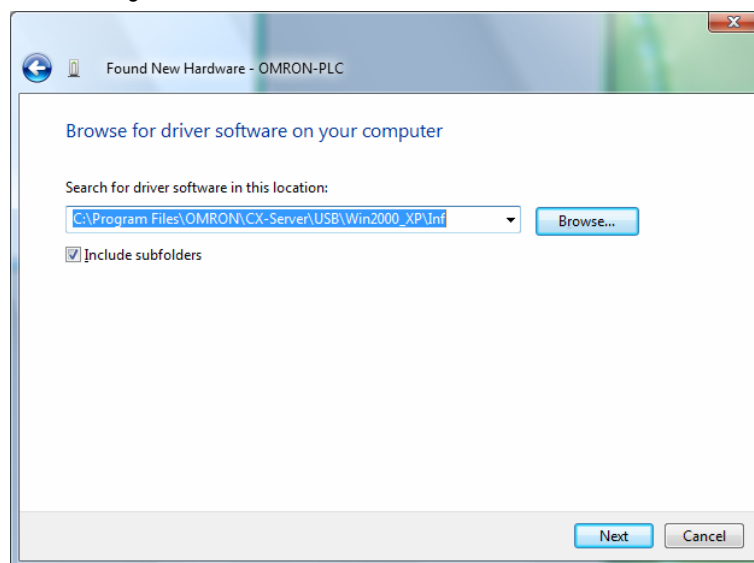 Found New Hardware - OMRON-PLC
Browse for driver software on your computer
Search for driver software in this location:
C:\Program Files\OMRON\CX-Server\USB\Win2000_XP\Inf
Browse...
Include subfolders
Next
Cancel